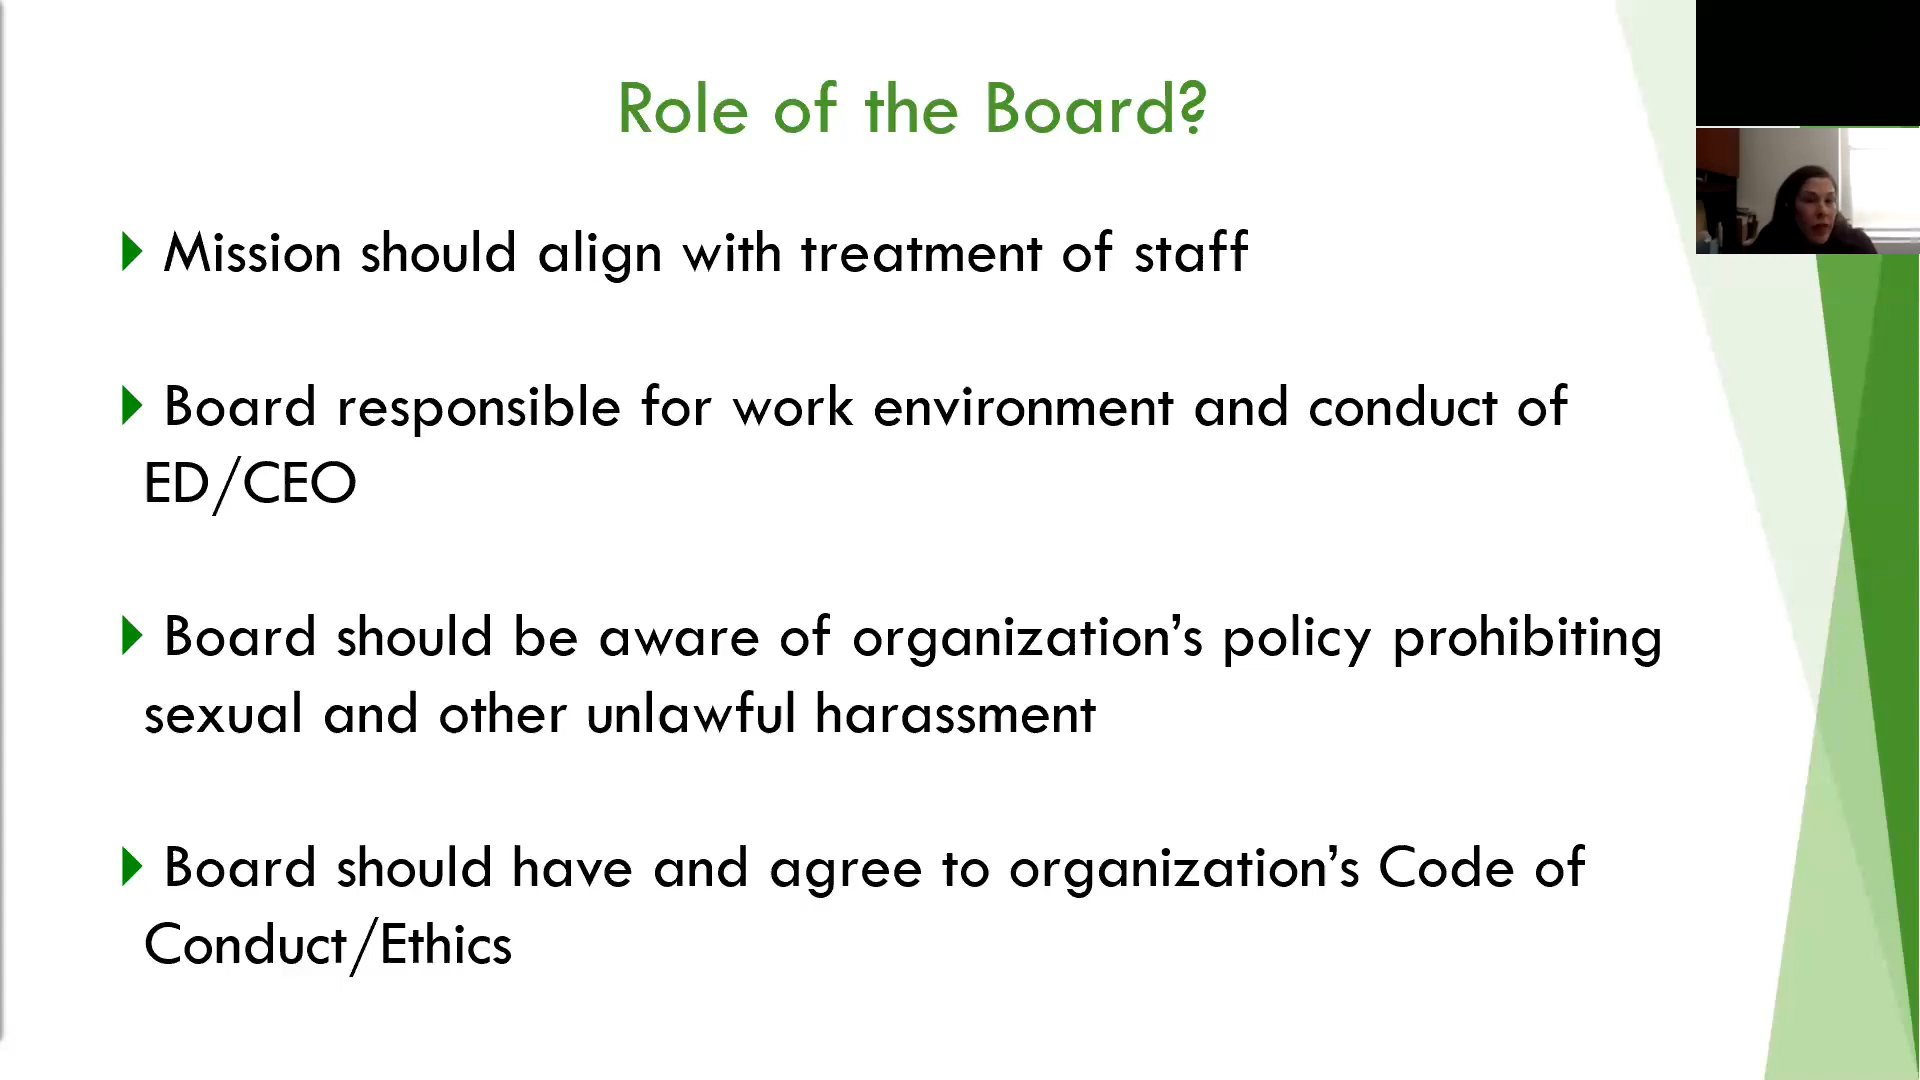 Role of the Board?
Mission should align with treatment of staff
Board responsible for work environment and conduct of
ED/CEO
Board should be aware of organization’s policy prohibiting
sexual and other unlawful harassment
Board should have and agree to organization’s Code of
Conduct/Ethics